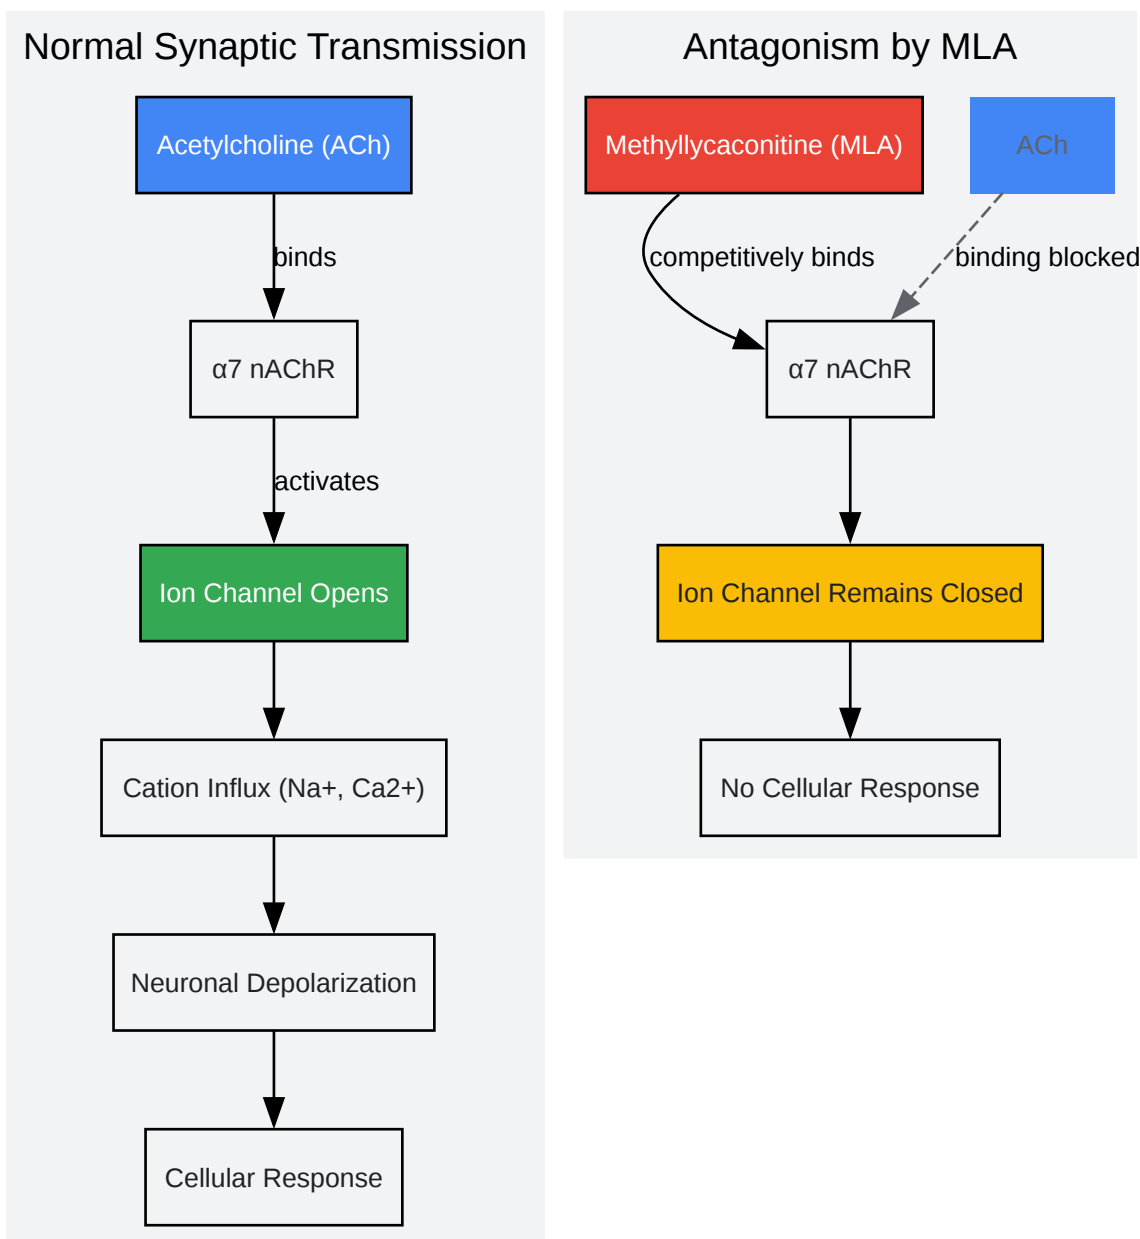 Normal Synaptic Transmission
Acetylcholine (ACh)
binds
α7 nAChR
activates
Ion Channel Opens
Cation Influx (Na+, Ca2+)
Neuronal Depolarization
Cellular Response
Antagonism by MLA
Methyllycaconitine (MLA)
ACh
competitively binds
binding blocked
α7 nAChR
Ion Channel Remains Closed
No Cellular Response